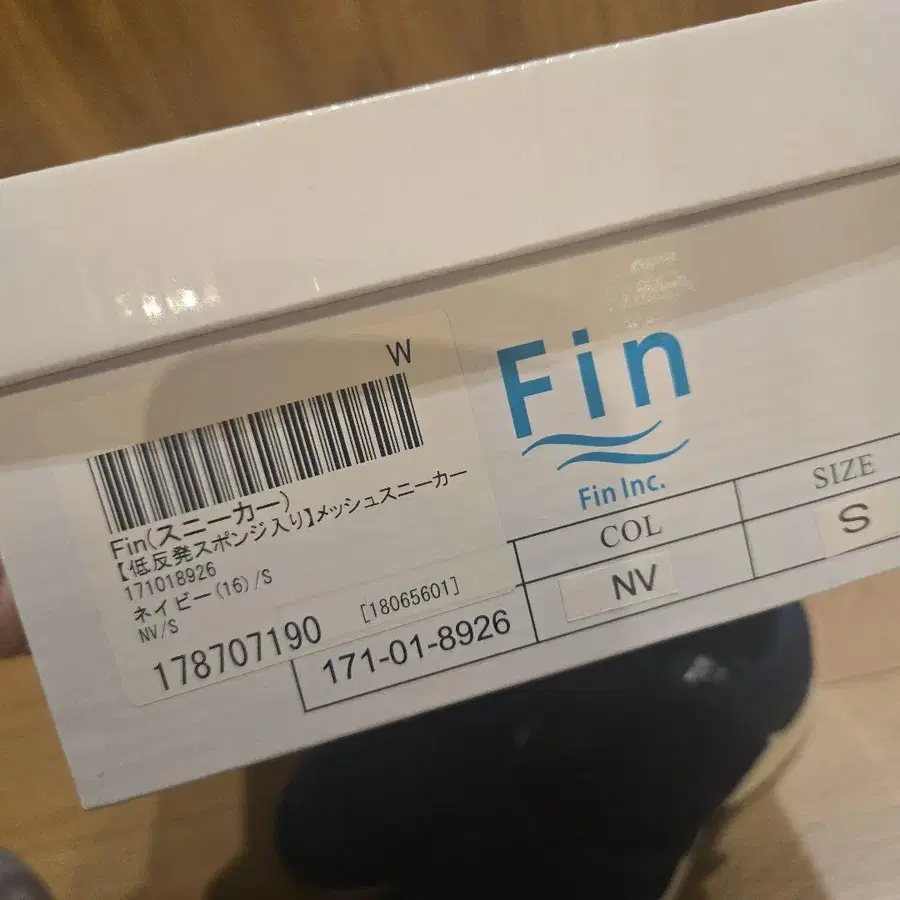 W
Fin(スニーカー)
【低反発スポンジ入り】メッシュスニーカー
171018926
ネイビー(16)/S
NV/S
178707190 [18065601]
Fin
Fin Inc.
COL SIZE
171-01-8926 NV S